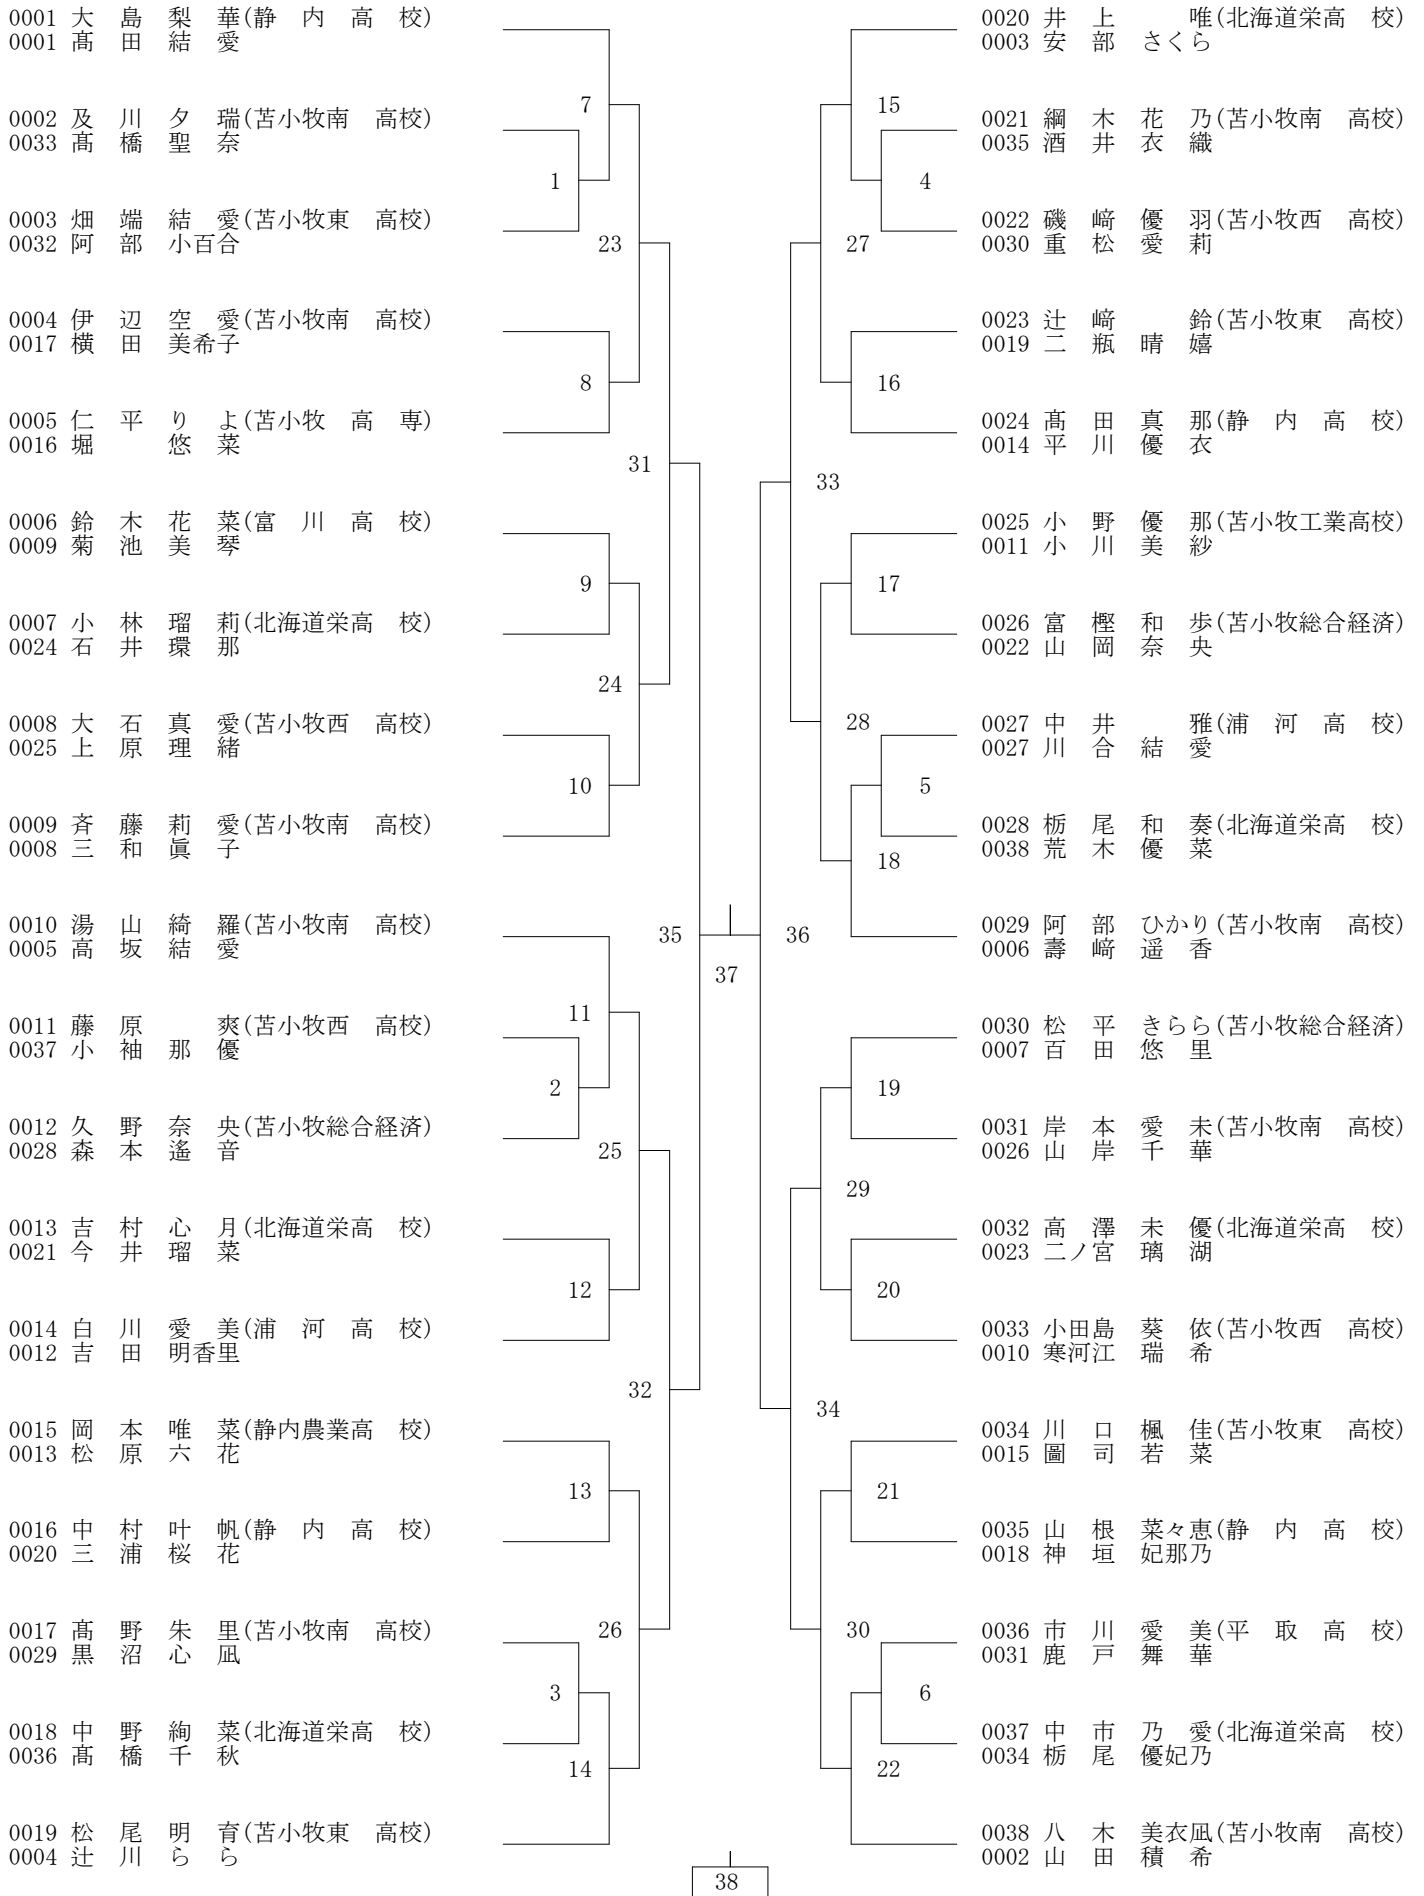 0001 大　島　梨　華(静　内　高　校)
0001 髙　田　結　愛
0002 及　川　夕　瑞(苫小牧南　高校)
0033 髙　橋　聖　奈
0003 畑　端　結　愛(苫小牧東　高校)
0032 阿　部　小百合
0004 伊　辺　空　愛(苫小牧南　高校)
0017 横　田　美希子
0005 仁　平　り　よ(苫小牧　高　専)
0016 堀　　　悠　菜
0006 鈴　木　花　菜(富　川　高　校)
0009 菊　池　美　琴
0007 小　林　瑠　莉(北海道栄高　校)
0024 石　井　環　那
0008 大　石　真　愛(苫小牧西　高校)
0025 上　原　理　緒
0009 斉　藤　莉　愛(苫小牧南　高校)
0008 三　和　眞　子
0010 湯　山　綺　羅(苫小牧南　高校)
0005 高　坂　結　愛
0011 藤　原　　　爽(苫小牧西　高校)
0037 小　袖　那　優
0012 久　野　奈　央(苫小牧総合経済)
0028 森　本　遙　音
0013 吉　村　心　月(北海道栄高　校)
0021 今　井　瑠　菜
0014 白　川　愛　美(浦　河　高　校)
0012 吉　田　明香里
0015 岡　本　唯　菜(静内農業高　校)
0013 松　原　六　花
0016 中　村　叶　帆(静　内　高　校)
0020 三　浦　桜　花
0017 髙　野　朱　里(苫小牧南　高校)
0029 黒　沼　心　凪
0018 中　野　絢　菜(北海道栄高　校)
0036 髙　橋　千　秋
0019 松　尾　明　育(苫小牧東　高校)
0004 辻　川　ら　ら
7
1
23
8
31
9
24
10
35
11
2
25
12
32
13
26
3
14
37
38
15
4
27
16
33
17
28
5
18
36
19
29
20
34
21
30
6
22
0020 井　上　　　唯(北海道栄高　校)
0003 安　部　さくら
0021 綱　木　花　乃(苫小牧南　高校)
0035 酒　井　衣　織
0022 磯　﨑　優　羽(苫小牧西　高校)
0030 重　松　愛　莉
0023 辻　﨑　　　鈴(苫小牧東　高校)
0019 二　瓶　晴　嬉
0024 髙　田　真　那(静　内　高　校)
0014 平　川　優　衣
0025 小　野　優　那(苫小牧工業高校)
0011 小　川　美　紗
0026 富　樫　和　歩(苫小牧総合経済)
0022 山　岡　奈　央
0027 中　井　　　雅(浦　河　高　校)
0027 川　合　結　愛
0028 栃　尾　和　奏(北海道栄高　校)
0038 荒　木　優　菜
0029 阿　部　ひかり(苫小牧南　高校)
0006 壽　﨑　遥　香
0030 松　平　きらら(苫小牧総合経済)
0007 百　田　悠　里
0031 岸　本　愛　未(苫小牧南　高校)
0026 山　岸　千　華
0032 高　澤　未　優(北海道栄高　校)
0023 二ノ宮　璃　湖
0033 小田島　葵　依(苫小牧西　高校)
0010 寒河江　瑞　希
0034 川　口　楓　佳(苫小牧東　高校)
0015 圖　司　若　菜
0035 山　根　菜々恵(静　内　高　校)
0018 神　垣　妃那乃
0036 市　川　愛　美(平　取　高　校)
0031 鹿　戸　舞　華
0037 中　市　乃　愛(北海道栄高　校)
0034 栃　尾　優妃乃
0038 八　木　美衣凪(苫小牧南　高校)
0002 山　田　積　希